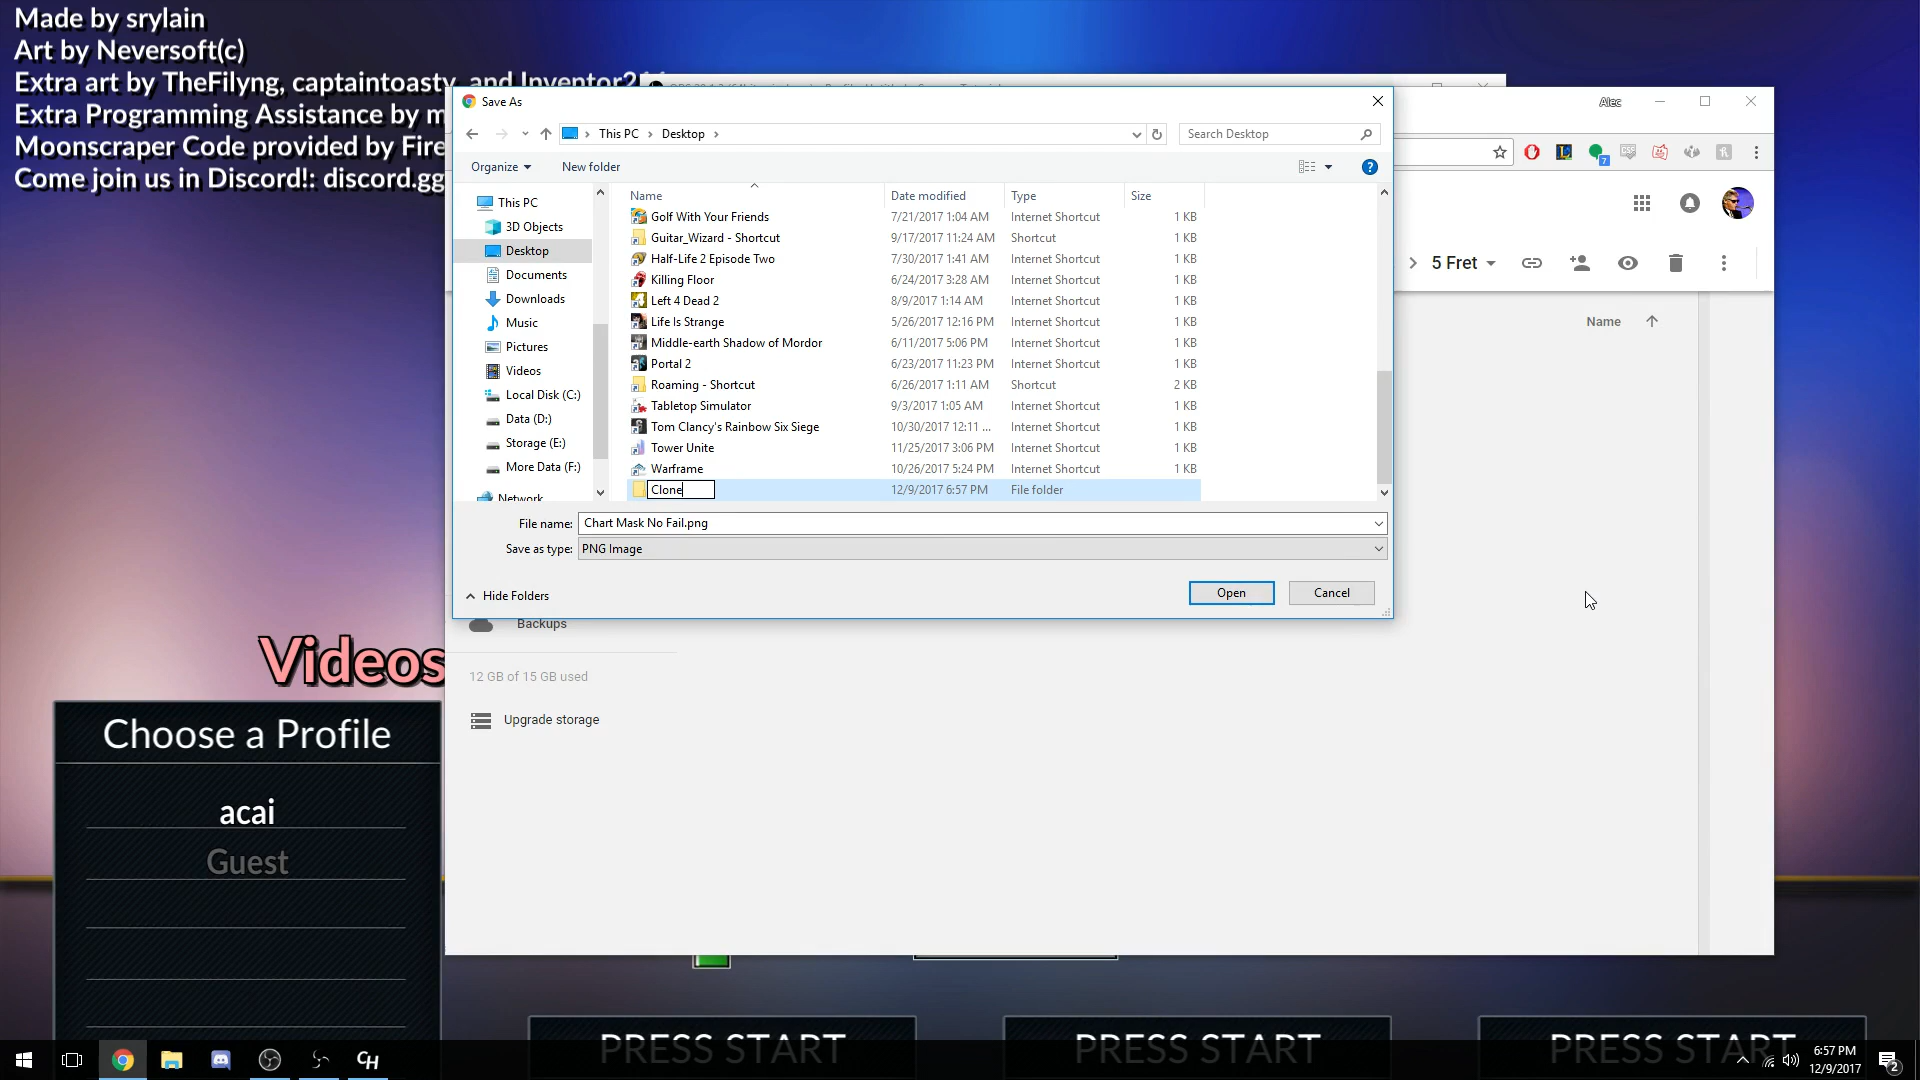 Made by srylain
Art by Neversoft(c)
Extra art by TheFilyng, captaintoasty, and Inventor2
Extra Programming Assistance by m
Moonscraper Code provided by Fire
Come join us in Discord!: discord.gg
Save As
Alec
This PC > Desktop >
Search Desktop
Organize
New folder
?
7
Name
Date modified
Type
Size
This PC
3D Objects
Desktop
Documents
Downloads
Music
Pictures
Videos
Local Disk (C:)
Data (D:)
Storage (E:)
More Data (F:)
Network
Golf With Your Friends 7/21/2017 1:04 AM Internet Shortcut 1 KB
Guitar_Wizard - Shortcut 9/17/2017 11:24 AM Shortcut 1 KB
Half-Life 2 Episode Two 7/30/2017 1:41 AM Internet Shortcut 1 KB
Killing Floor 6/24/2017 3:28 AM Internet Shortcut 1 KB
Left 4 Dead 2 8/9/2017 1:14 AM Internet Shortcut 1 KB
Life Is Strange 5/26/2017 12:16 PM Internet Shortcut 1 KB
Middle-earth Shadow of Mordor 6/11/2017 5:06 PM Internet Shortcut 1 KB
Portal 2 6/23/2017 11:23 PM Internet Shortcut 1 KB
Roaming - Shortcut 6/26/2017 1:11 AM Shortcut 2 KB
Tabletop Simulator 9/3/2017 1:05 AM Internet Shortcut 1 KB
Tom Clancy's Rainbow Six Siege 10/30/2017 12:11 ... Internet Shortcut 1 KB
Tower Unite 11/25/2017 3:06 PM Internet Shortcut 1 KB
Warframe 10/26/2017 5:24 PM Internet Shortcut 1 KB
Clone 12/9/2017 6:57 PM File folder
File name: Chart Mask No Fail.png
Save as type: PNG Image
Hide Folders
Open
Cancel
5 Fret
Name
Backups
12 GB of 15 GB used
Upgrade storage
Videos
Choose a Profile
acai
Guest
PRESS START
PRESS START
PRESS START
CH
6:57 PM
12/9/2017
2